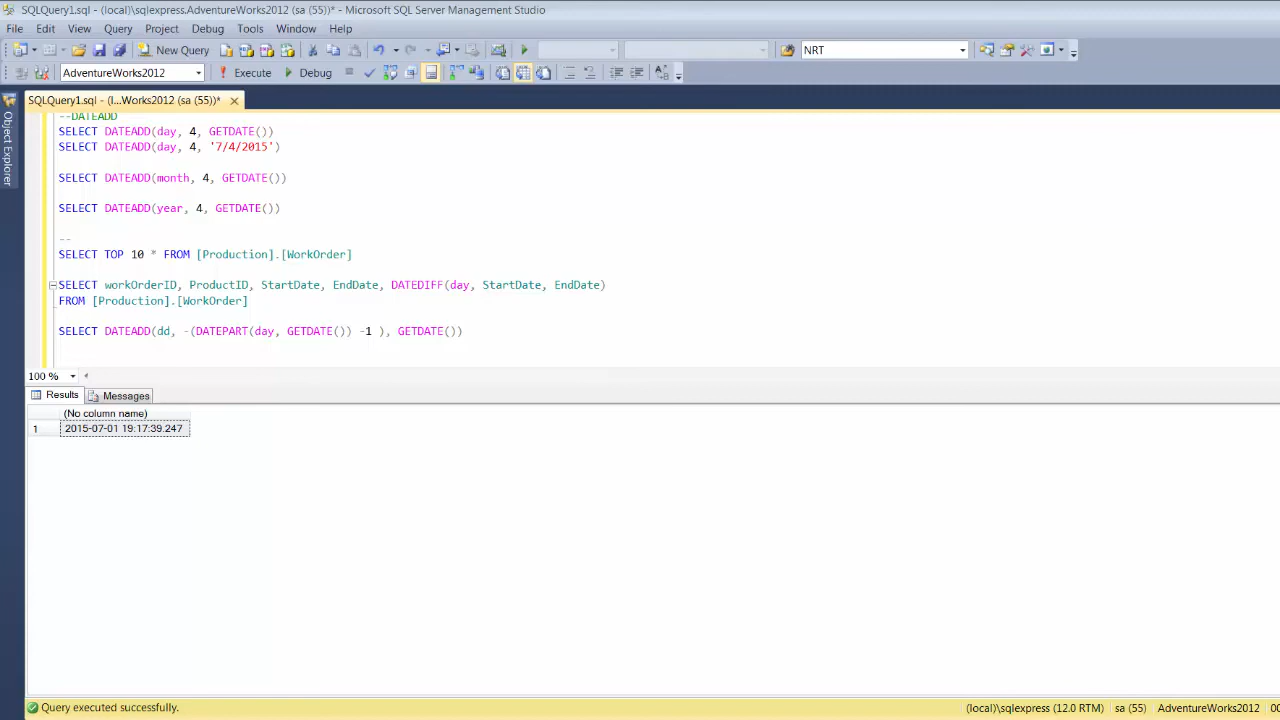 SQLQuery1.sql - (local)\sqlexpress.AdventureWorks2012 (sa (55))* - Microsoft SQL Server Management Studio
File Edit View Query Project Debug Tools Window Help
New Query NRT
AdventureWorks2012 ! Execute Debug
SQLQuery1.sql - (l...Works2012 (sa (55))*
Object Explorer
--DATEADD
SELECT DATEADD(day, 4, GETDATE())
SELECT DATEADD(day, 4, '7/4/2015')
SELECT DATEADD(month, 4, GETDATE())
SELECT DATEADD(year, 4, GETDATE())
--
SELECT TOP 10 * FROM [Production].[WorkOrder]
SELECT workOrderID, ProductID, StartDate, EndDate, DATEDIFF(day, StartDate, EndDate)
FROM [Production].[WorkOrder]
SELECT DATEADD(dd, -(DATEPART(day, GETDATE()) -1 ), GETDATE())
100 %
Results Messages
(No column name)
1 2015-07-01 19:17:39.247
Query executed successfully. (local)\sqlexpress (12.0 RTM) sa (55) AdventureWorks2012 00